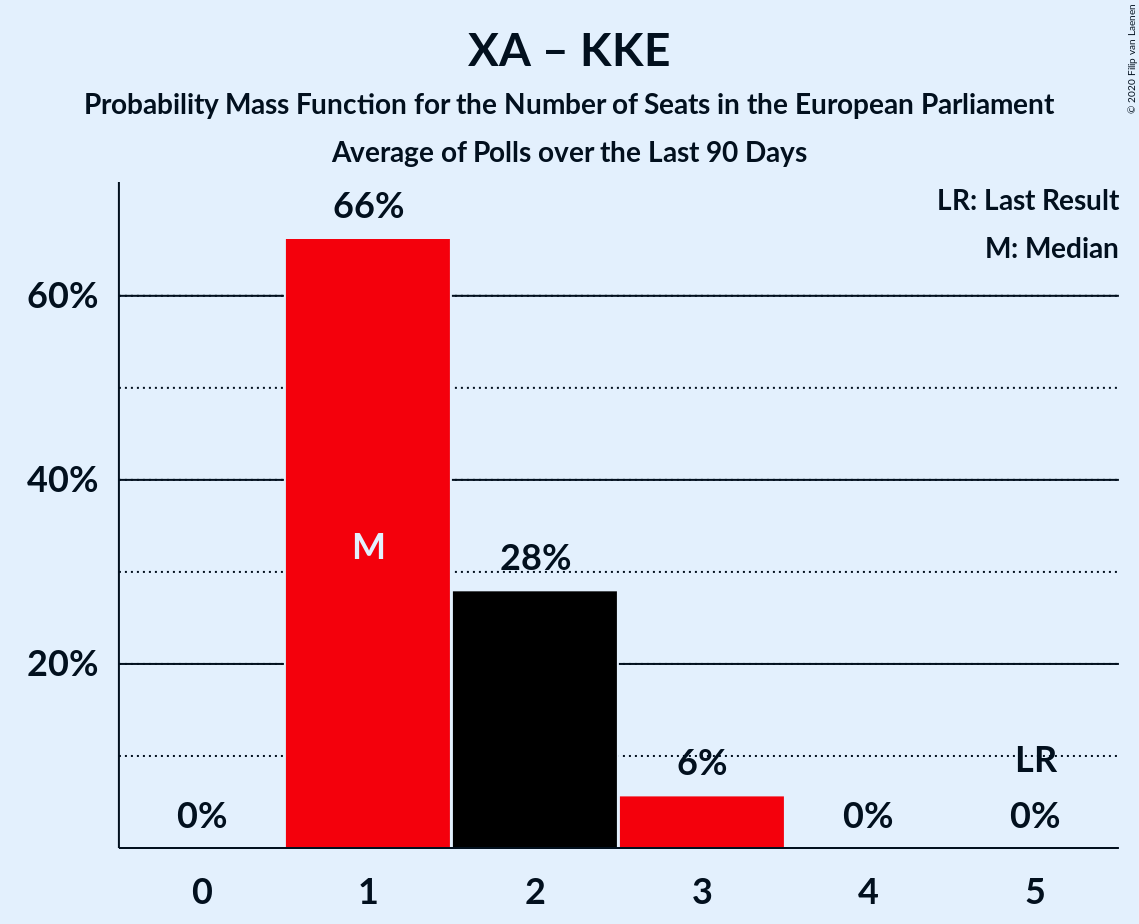 XA – KKE
Probability Mass Function for the Number of Seats in the European Parliament
Average of Polls over the Last 90 Days
© 2020 Filip van Laenen
LR: Last Result
M: Median
66%
60%
40%
M
28%
20%
6%
LR
0%
0%
0%
0 1 2 3 4 5